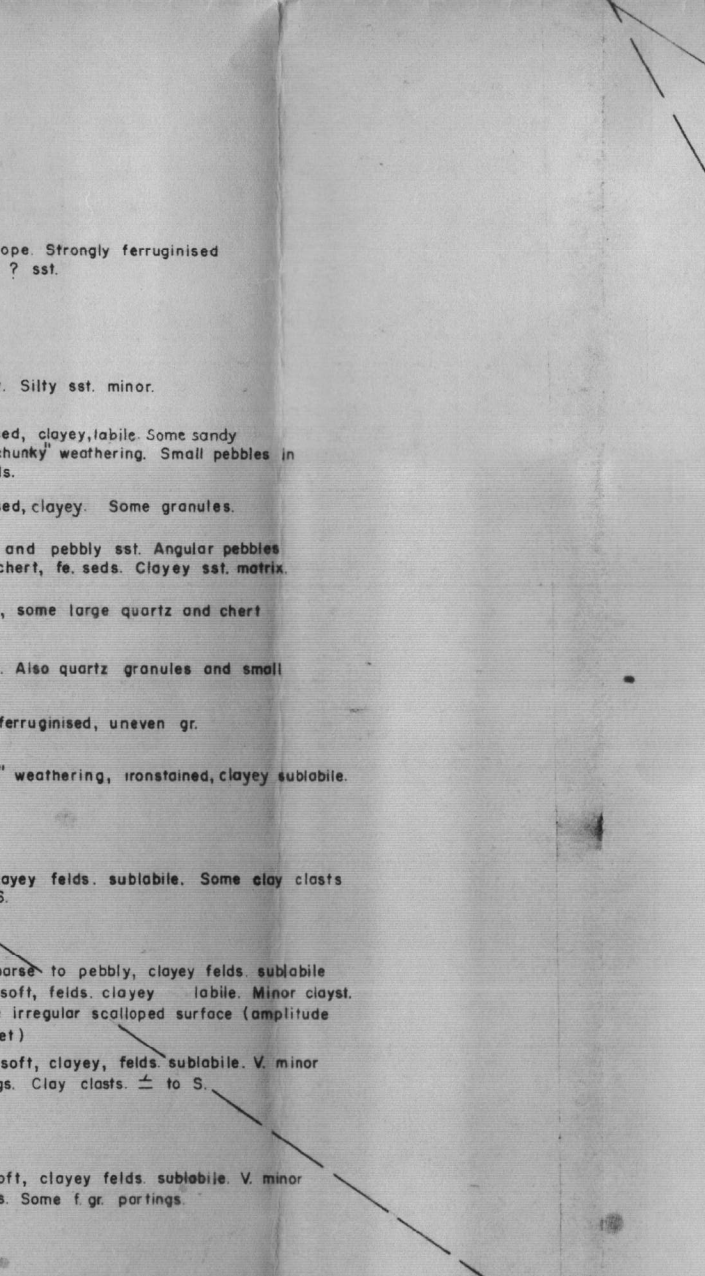 ope. Strongly ferruginised
? sst.
. Silty sst. minor.
ed, clayey, labile. Some sandy
chunky" weathering. Small pebbles in
ls.
sed, clayey. Some granules.
and pebbly sst. Angular pebbles
chert, fe. seds. Clayey sst. matrix.
, some large quartz and chert
. Also quartz granules and small
ferruginised, uneven gr.
" weathering, ironstained, clayey sublabile.
ayey felds. sublabile. Some clay clasts
S.
oarse to pebbly, clayey felds. sublabile
soft, felds. clayey labile. Minor clayst.
irregular scalloped surface (amplitude
et)
soft, clayey, felds. sublabile. V. minor
gs. Clay clasts. ± to S.
oft, clayey felds. sublabile. V. minor
s. Some f. gr. partings.